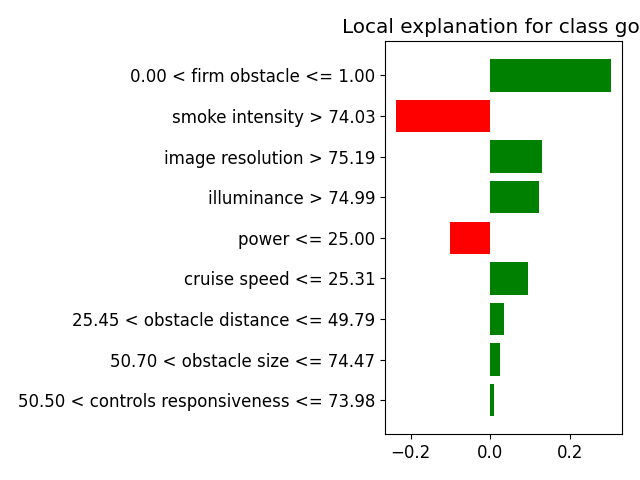 Local explanation for class go
0.00 < firm obstacle <= 1.00
smoke intensity > 74.03
image resolution > 75.19
illuminance > 74.99
power <= 25.00
cruise speed <= 25.31
25.45 < obstacle distance <= 49.79
50.70 < obstacle size <= 74.47
50.50 < controls responsiveness <= 73.98
−0.2 0.0 0.2